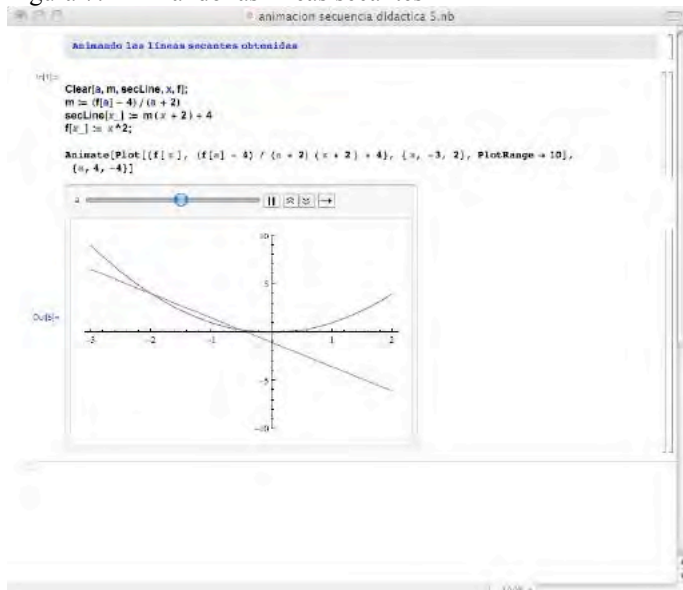 animacion secuencia didactica 5.nb
Animando las lineas secantes obtenidas
In[1]:=
Clear[a, m, secLine, x, f];
m := (f[a] - 4) / (a + 2)
secLine[x_] := m (x + 2) + 4
f[x_] := x^2;
Animate[Plot[{f[x], (f[a] - 4) / (a + 2) (x + 2) + 4}, {x, -3, 2}, PlotRange → 10],
{a, 4, -4}]
a
10
5
Out[5]=
-3 -2 -1 1 2
-5
-10